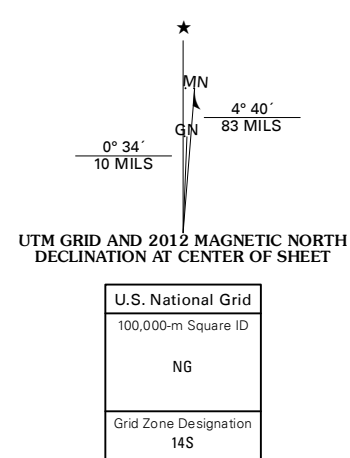 ★
MN
4° 40´
83 MILS
GN
0° 34´
10 MILS
UTM GRID AND 2012 MAGNETIC NORTH
DECLINATION AT CENTER OF SHEET
U.S. National Grid
100,000-m Square ID
NG
Grid Zone Designation
14S